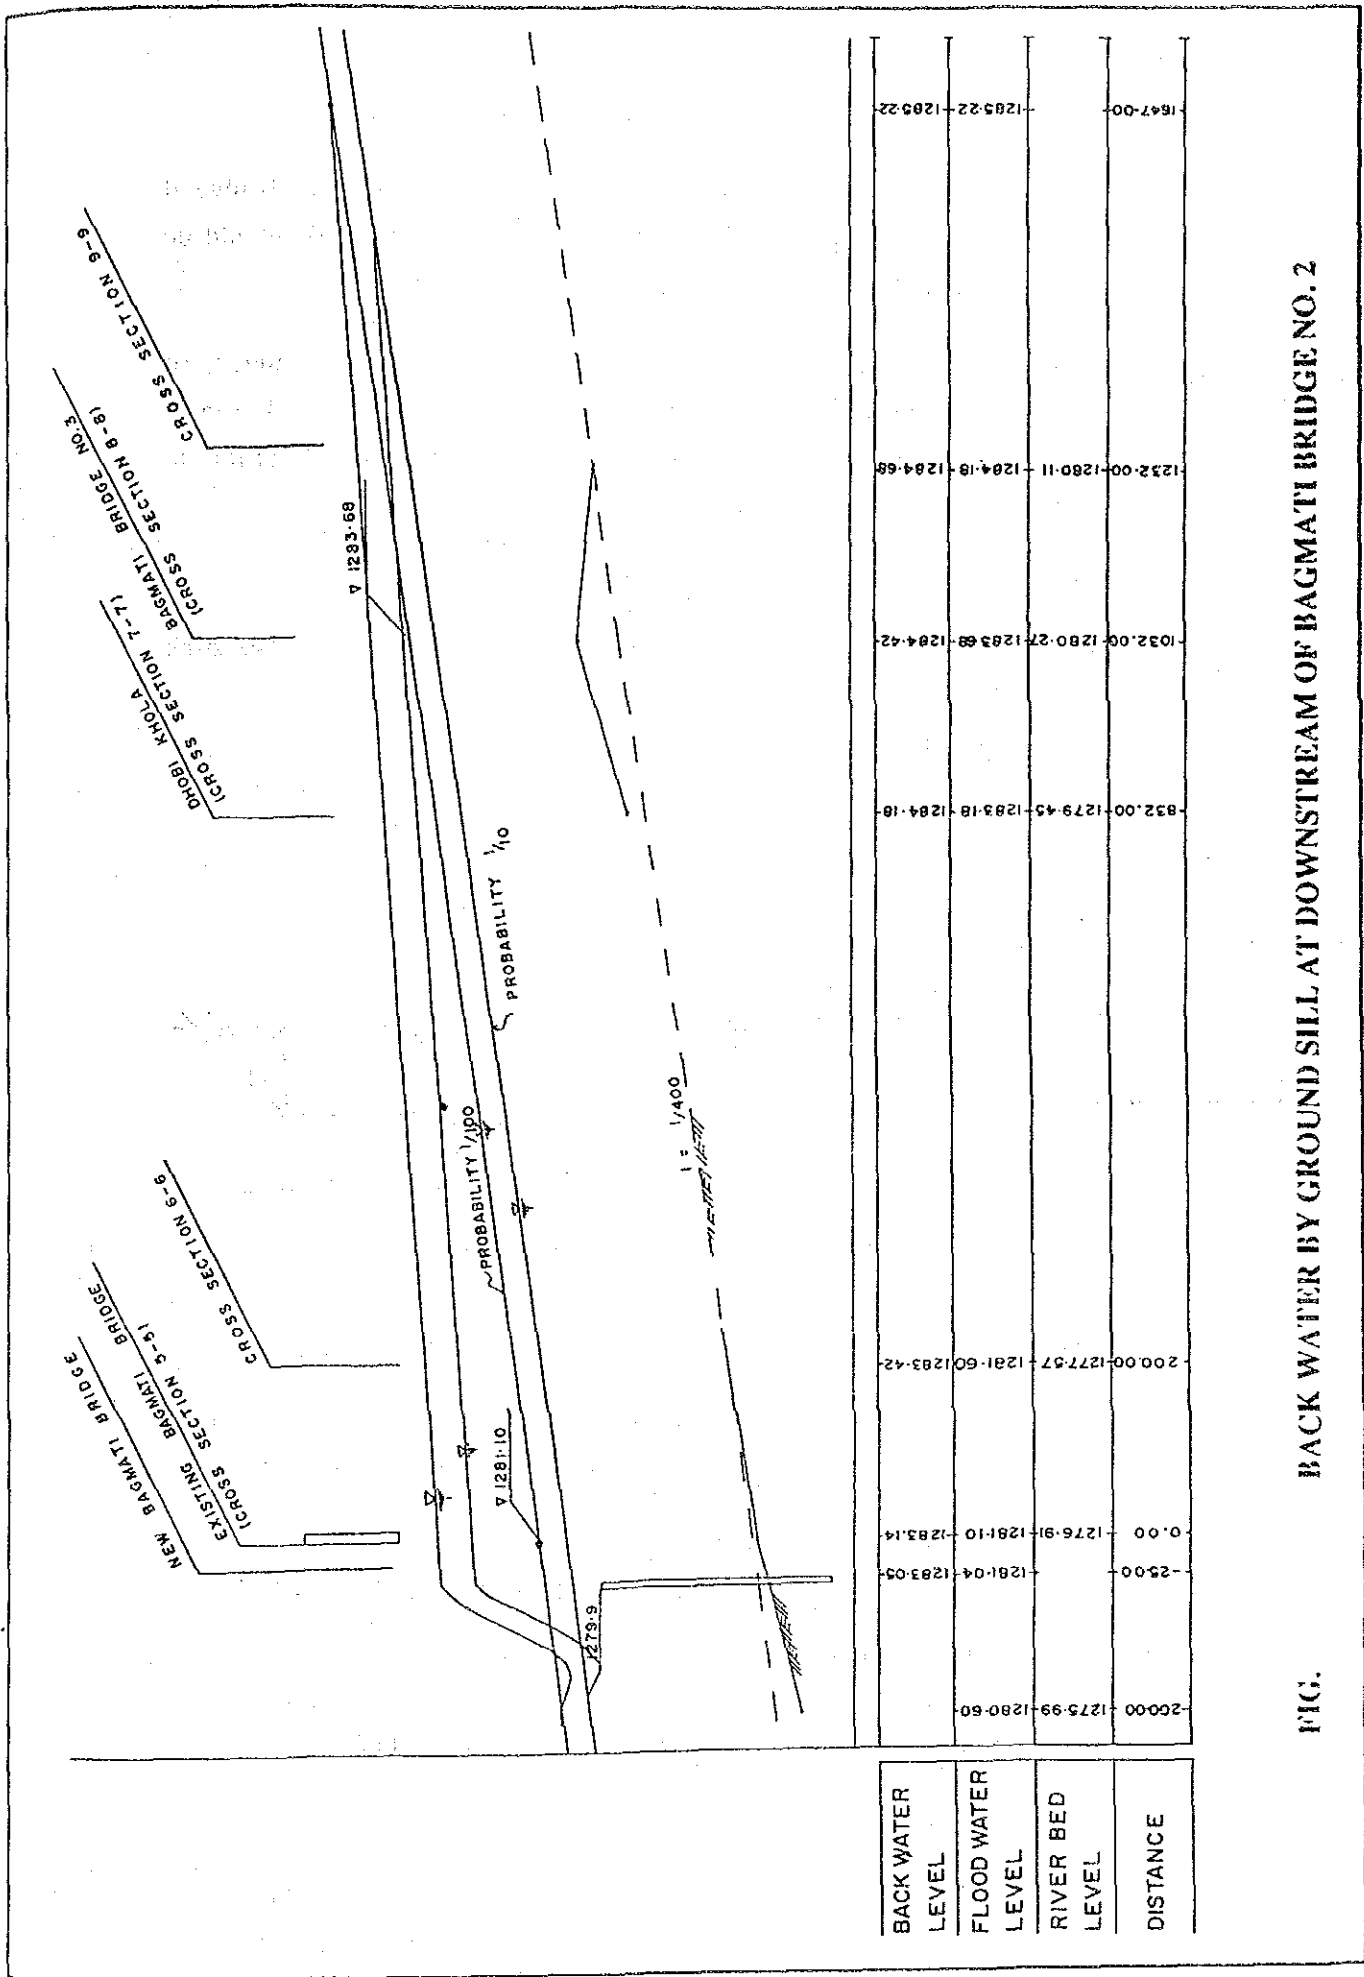 NEW BAGMATI BRIDGE
EXISTING BAGMATI BRIDGE
(CROSS SECTION 5-5)
CROSS SECTION 6-6
DHOBI KHOLA
(CROSS SECTION 7-7)
BAGMATI BRIDGE NO.3
(CROSS SECTION 8-8)
CROSS SECTION 9-9
▽ 1283.68
▽ 1281.10
1279.9
PROBABILITY 1/100
PROBABILITY 1/10
I = 1/400
BACK WATER LEVEL
1283.05
1283.14
1283.42
1284.18
1284.42
1284.68
1285.22
FLOOD WATER LEVEL
1280.60
1281.04
1281.10
1281.60
1283.18
1283.68
1284.18
1285.22
RIVER BED LEVEL
1275.99
1276.91
1277.57
1279.45
1280.27
1280.11
DISTANCE
-200.00
-25.00
0.00
200.00
832.00
1032.00
1232.00
1647.00
FIG. BACK WATER BY GROUND SILL AT DOWNSTREAM OF BAGMATI BRIDGE NO. 2